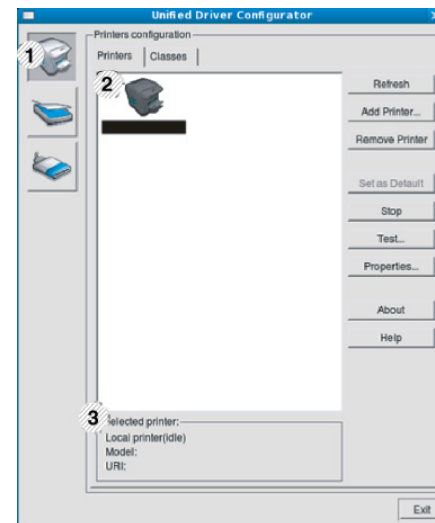 Unified Driver Configurator
Printers configuration
1
Printers Classes
2
Refresh
Add Printer...
Remove Printer
Set as Default
Stop
Test...
Properties...
About
Help
3
Selected printer:
Local printer(idle)
Model:
URI:
Exit